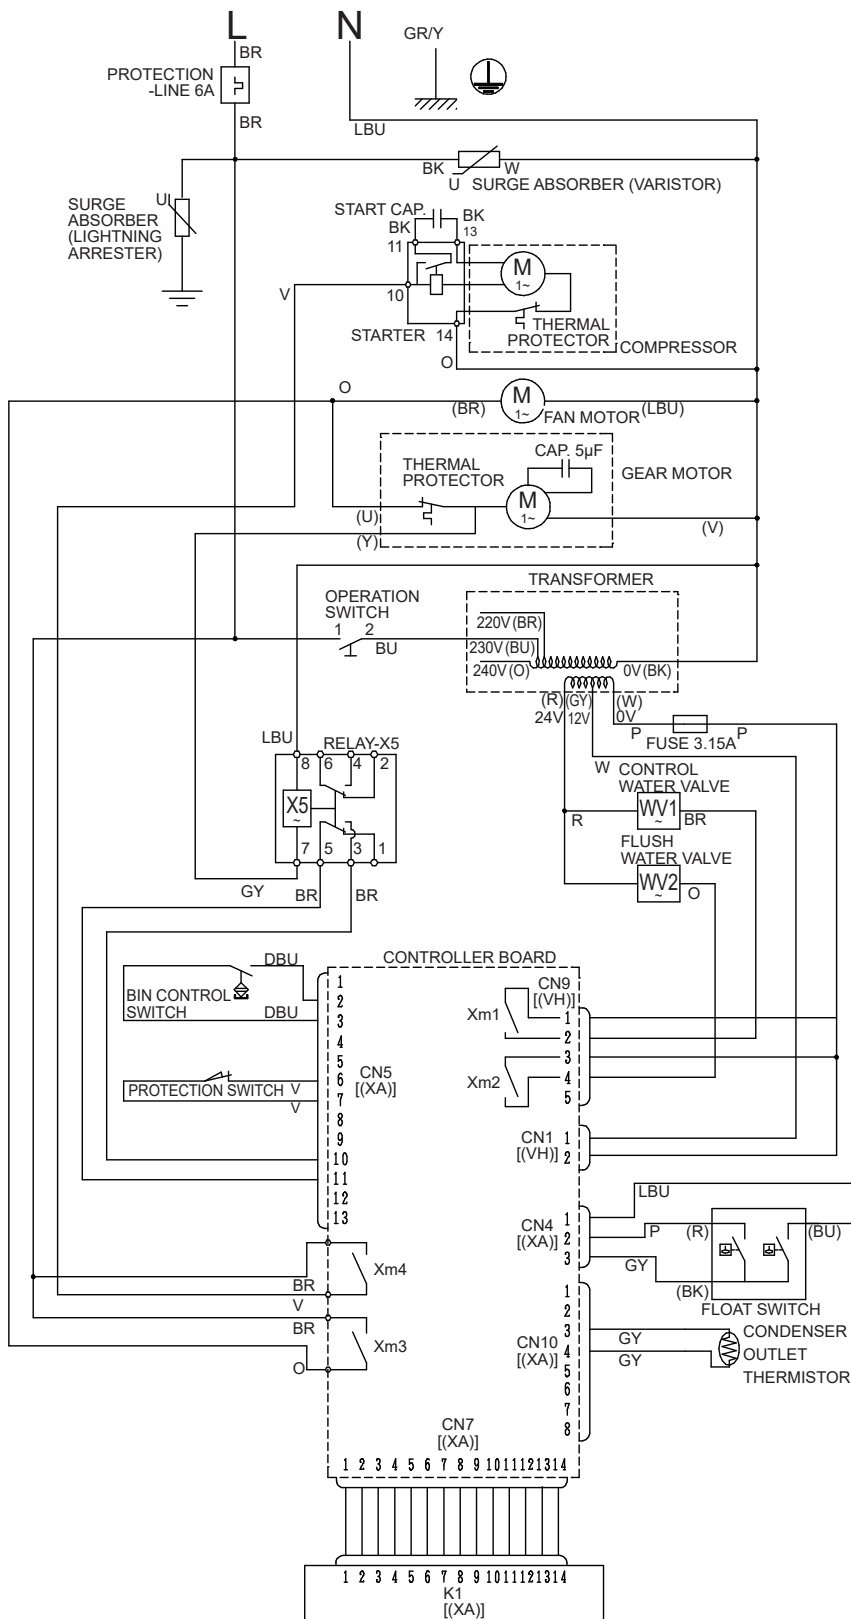 L N
GR/Y
BR
PROTECTION
-LINE 6A
BR
LBU
BK W
U SURGE ABSORBER (VARISTOR)
SURGE
ABSORBER
(LIGHTNING
ARRESTER)
U
START CAP.
BK
BK
11
13
M
1~
V
10
THERMAL
PROTECTOR
STARTER 14
COMPRESSOR
O
O
(BR)
M
1~
FAN MOTOR
(LBU)
CAP. 5µF
THERMAL
PROTECTOR
GEAR MOTOR
M
1~
(U)
(Y)
(V)
TRANSFORMER
OPERATION
SWITCH
1 2
BU
220V (BR)
230V (BU)
240V (O)
0V (BK)
(R) (GY) (W)
24V 12V 0V
P P
FUSE 3.15A
LBU
RELAY-X5
8 6 4 2
X5
~
7 5 3 1
GY
BR BR
W
CONTROL
WATER VALVE
R
WV1
~
BR
FLUSH
WATER VALVE
WV2
~
O
CONTROLLER BOARD
DBU
BIN CONTROL
SWITCH
DBU
PROTECTION SWITCH
V
V
1
2
3
4
5
6
7
8
9
10
11
12
13
CN5
[(XA)]
CN9
[(VH)]
Xm1
Xm2
1
2
3
4
5
CN1
[(VH)]
1
2
LBU
CN4
[(XA)]
1
2
3
P
(R)
(BU)
GY
(BK)
FLOAT SWITCH
Xm4
BR
V
BR
Xm3
O
CN10
[(XA)]
1
2
3
4
5
6
7
8
GY
GY
CONDENSER
OUTLET
THERMISTOR
CN7
[(XA)]
1 2 3 4 5 6 7 8 9 10 11 12 13 14
1 2 3 4 5 6 7 8 9 10 11 12 13 14
K1
[(XA)]